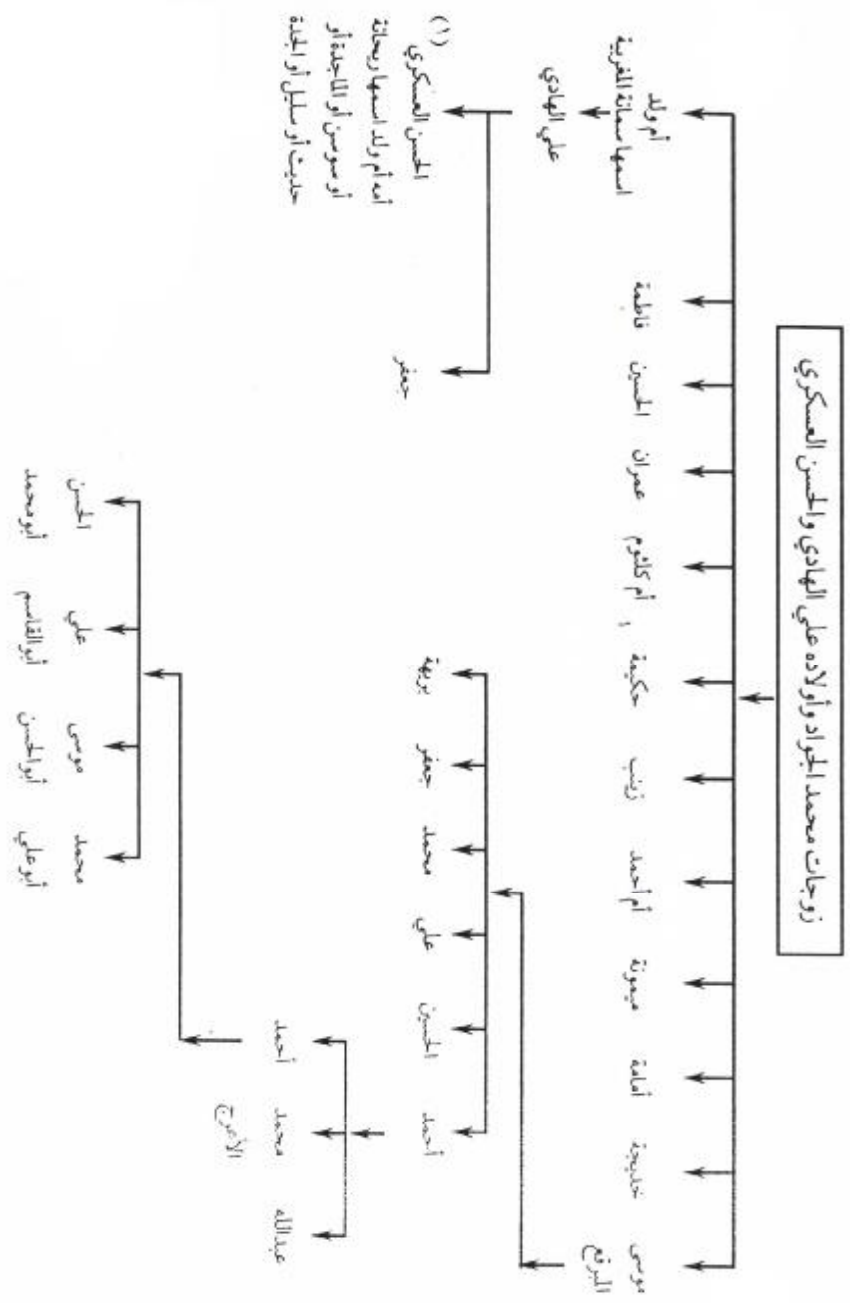 زوجات محمد الجواد وأولاده علي الهادي والحسن العسكري
موسى
المبرقع
خديجة
أمامة
ميمونة
أم أحمد
زينب
حكيمة
أم كلثوم
عمران
الحسين
فاطمة
أم ولد
اسمها سمانة المغربية
علي الهادي
أحمد
الحسين
علي
محمد
جعفر
بريهة
جعفر
(١)
الحسن العسكري
أمه أم ولد اسمها ريحانة
أو سوسن أو الماجدة أو
حديث أو سليل أو الجدة
عبدالله
محمد
الأعرج
أحمد
محمد
أبو علي
موسى
أبو الحسن
علي
أبو القاسم
الحسن
أبو محمد